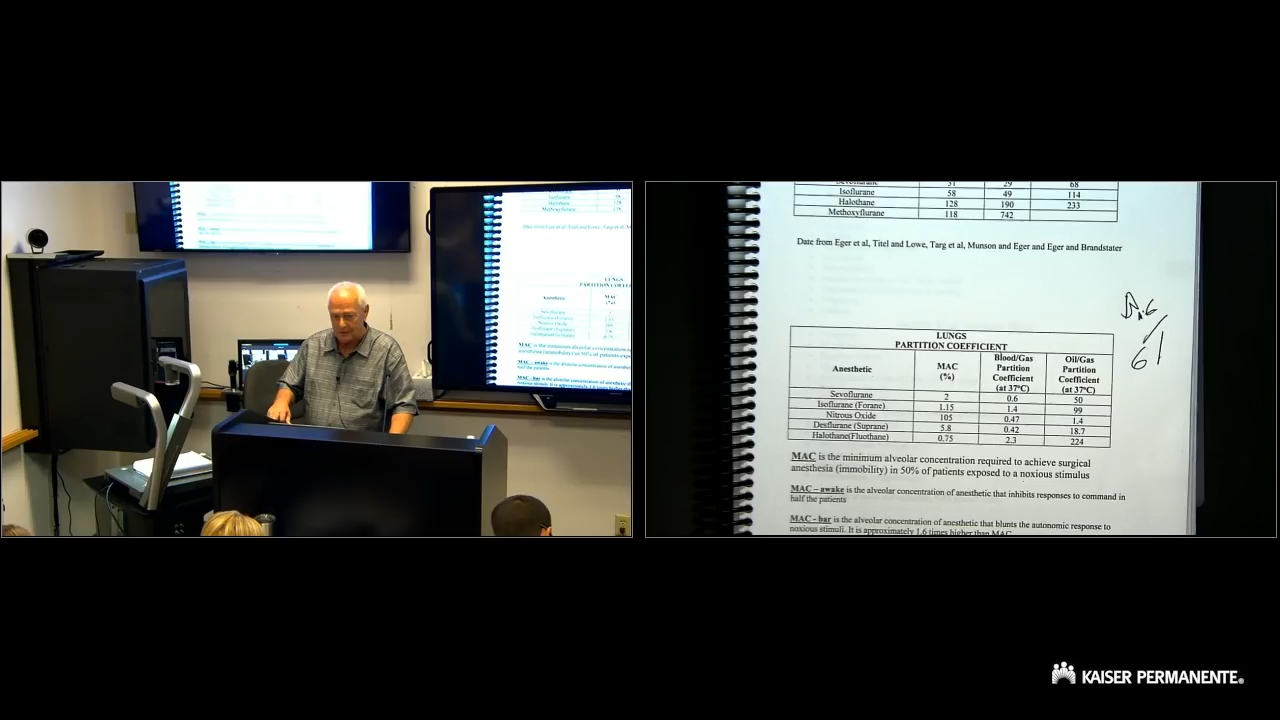 Isoflurane 58 49 114
Halothane 128 190 233
Methoxyflurane 118 742
Date from Eger et al, Titel and Lowe, Targ et al, Munson and Eger and Eger and Brandstater
LUNGS
PARTITION COEFFICIENT
Anesthetic MAC (%) Blood/Gas Partition Coefficient (at 37°C) Oil/Gas Partition Coefficient (at 37°C)
Sevoflurane 2 0.6 50
Isoflurane (Forane) 1.15 1.4 99
Nitrous Oxide 105 0.47 1.4
Desflurane (Suprane) 5.8 0.42 18.7
Halothane(Fluothane) 0.75 2.3 224
MAC is the minimum alveolar concentration required to achieve surgical
anesthesia (immobility) in 50% of patients exposed to a noxious stimulus
MAC – awake is the alveolar concentration of anesthetic that inhibits responses to command in
half the patients
MAC - bar is the alveolar concentration of anesthetic that blunts the autonomic response to
noxious stimuli. It is approximately 1.6 times higher than MAC
KAISER PERMANENTE®